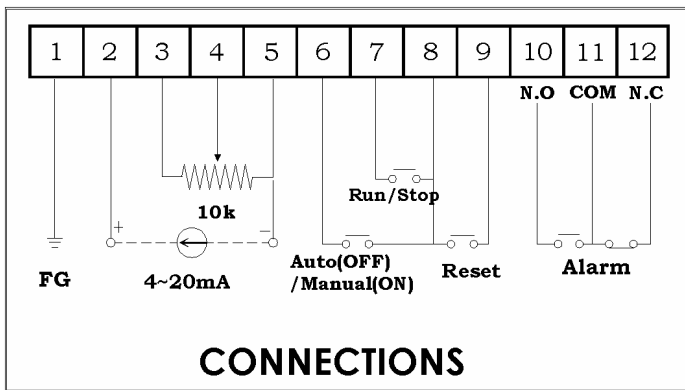 1 2 3 4 5 6 7 8 9 10 11 12
N.O COM N.C
Run/Stop
10k
+ −
Auto(OFF)
/Manual(ON)
Reset
Alarm
FG
4~20mA
CONNECTIONS